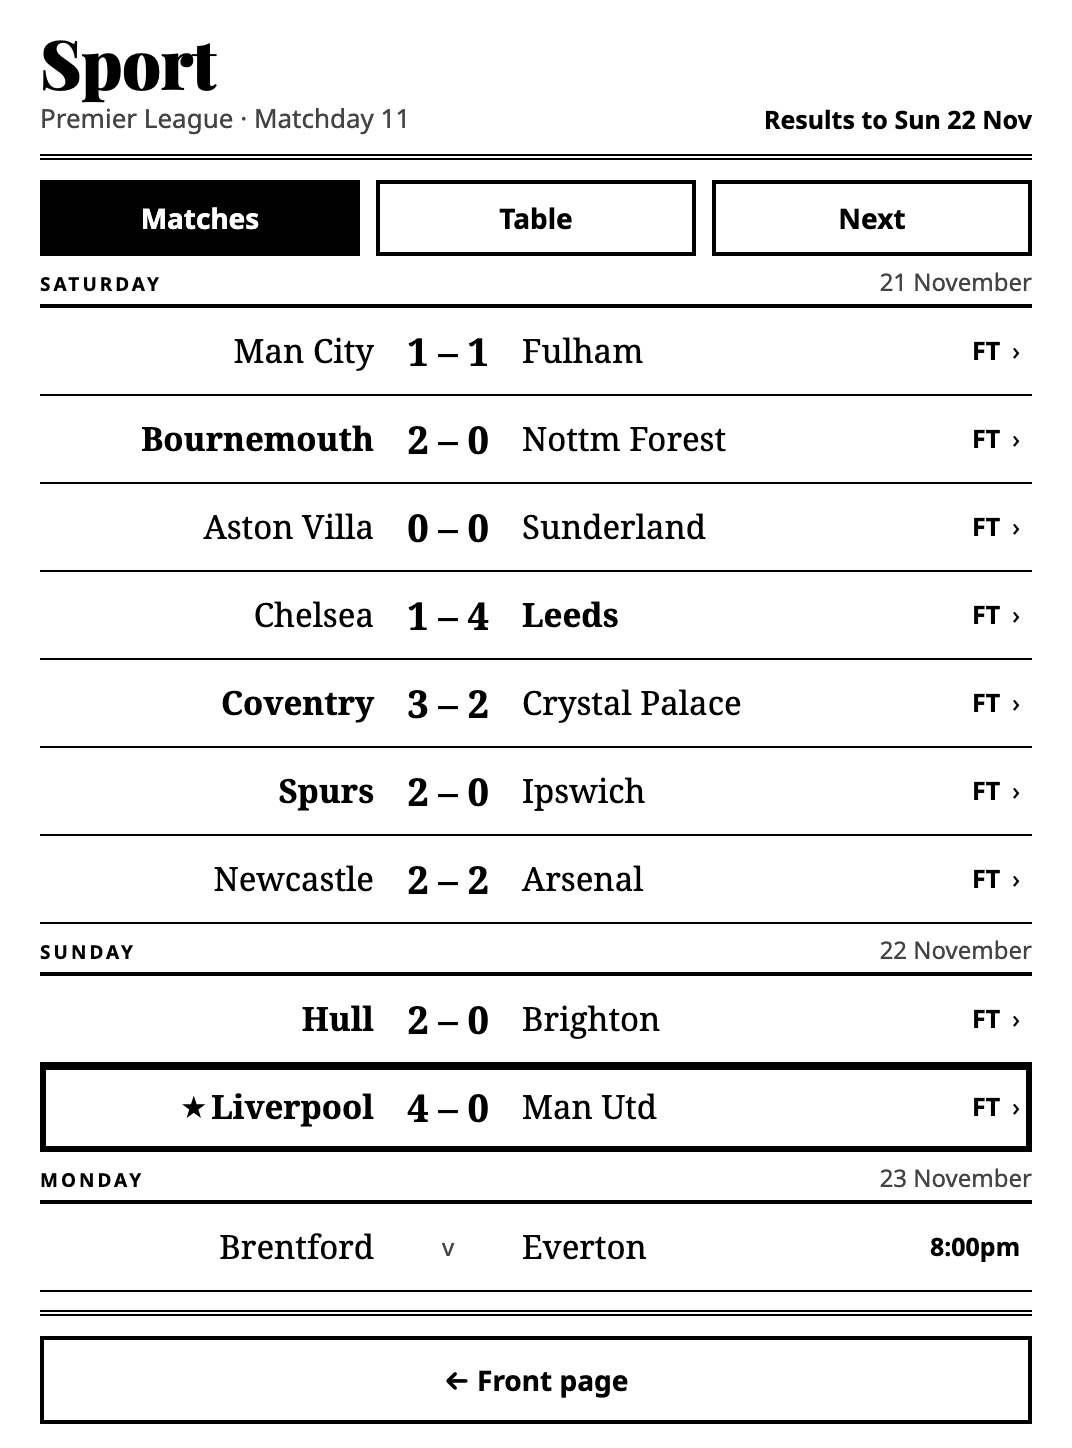 Sport
Premier League · Matchday 11 Results to Sun 22 Nov
Matches Table Next
SATURDAY 21 November
Man City 1 – 1 Fulham FT ›
Bournemouth 2 – 0 Nottm Forest FT ›
Aston Villa 0 – 0 Sunderland FT ›
Chelsea 1 – 4 Leeds FT ›
Coventry 3 – 2 Crystal Palace FT ›
Spurs 2 – 0 Ipswich FT ›
Newcastle 2 – 2 Arsenal FT ›
SUNDAY 22 November
Hull 2 – 0 Brighton FT ›
★ Liverpool 4 – 0 Man Utd FT ›
MONDAY 23 November
Brentford v Everton 8:00pm
← Front page